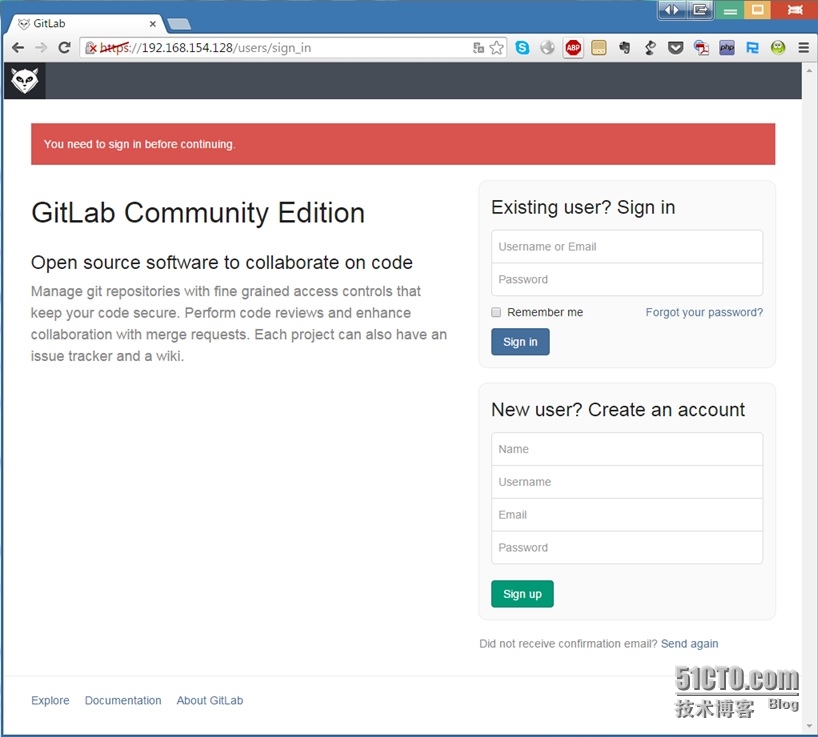 GitLab
https://192.168.154.128/users/sign_in
ABP
php
You need to sign in before continuing.
GitLab Community Edition
Open source software to collaborate on code
Manage git repositories with fine grained access controls that
keep your code secure. Perform code reviews and enhance
collaboration with merge requests. Each project can also have an
issue tracker and a wiki.
Existing user? Sign in
Username or Email
Password
Remember me
Forgot your password?
Sign in
New user? Create an account
Name
Username
Email
Password
Sign up
Did not receive confirmation email? Send again
Explore
Documentation
About GitLab
51CTO.com
技术博客 Blog